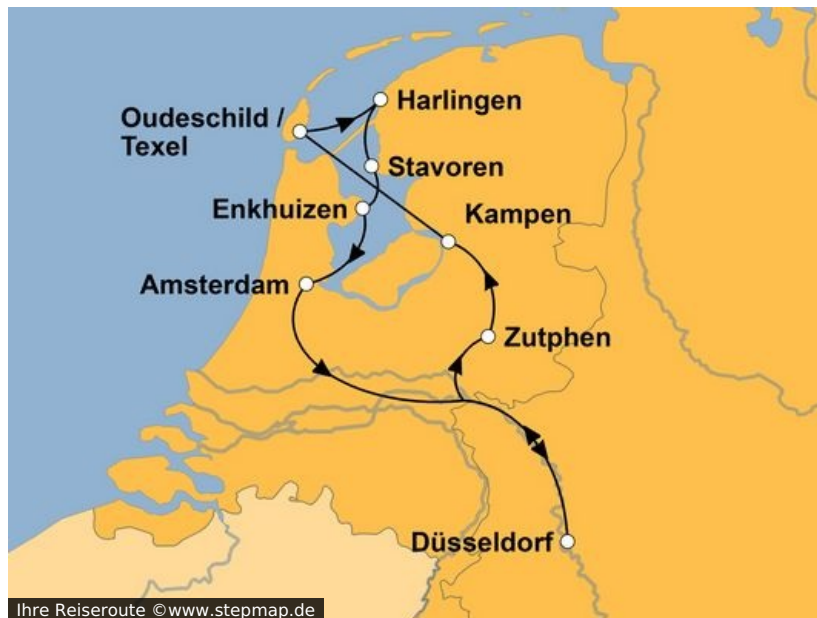 Harlingen
Oudeschild /
Texel
Stavoren
Enkhuizen
Kampen
Amsterdam
Zutphen
Düsseldorf
Ihre Reiseroute ©www.stepmap.de